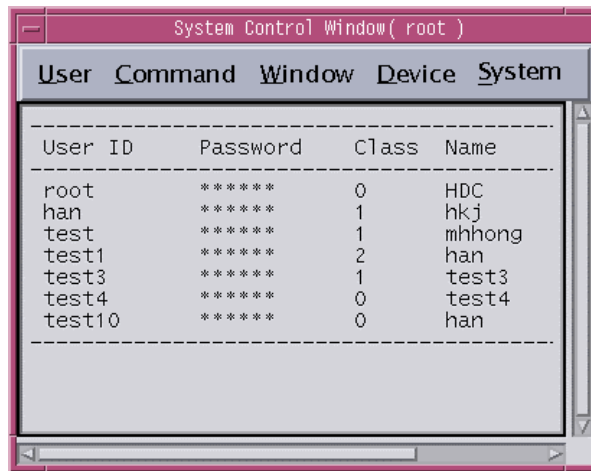 System Control Window( root )
User Command Window Device System
User ID Password Class Name
root ****** 0 HDC
han ****** 1 hkj
test ****** 1 mhhong
test1 ****** 2 han
test3 ****** 1 test3
test4 ****** 0 test4
test10 ****** 0 han